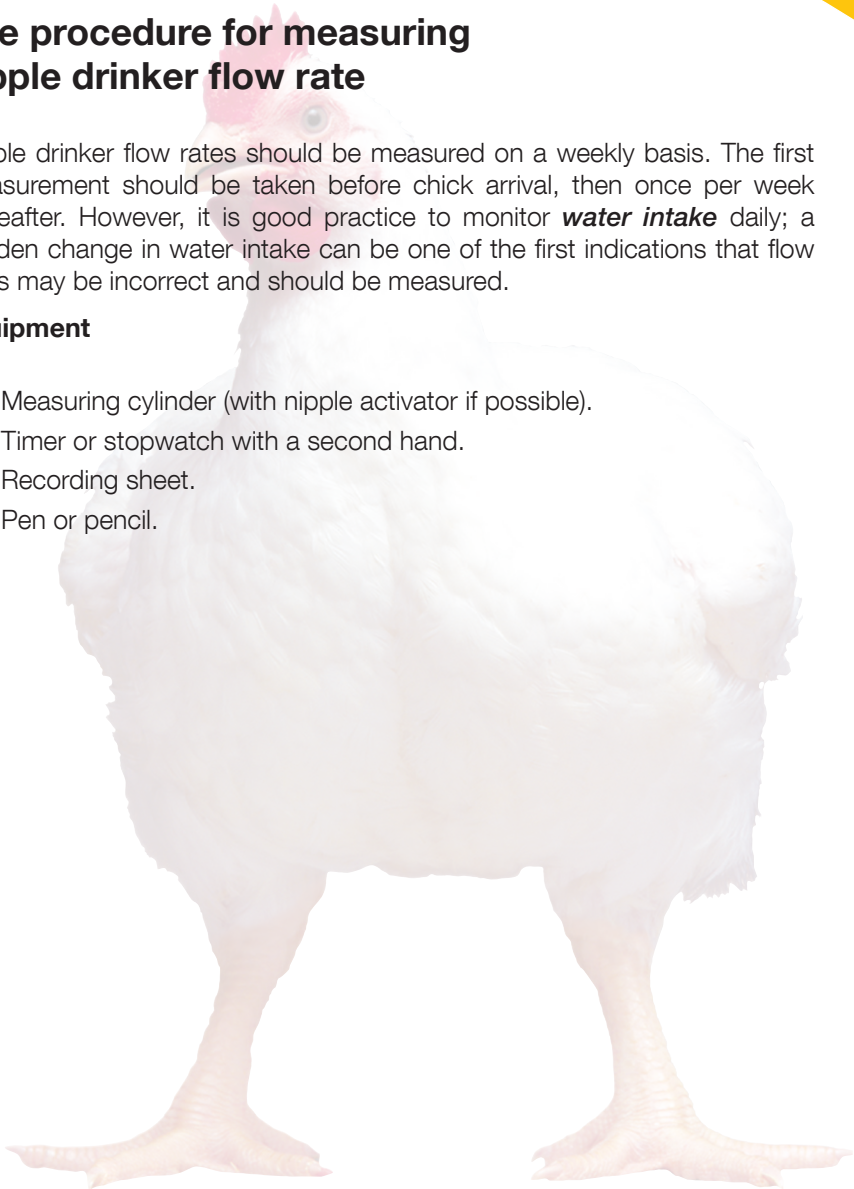 e procedure for measuring
pple drinker flow rate
ple drinker flow rates should be measured on a weekly basis. The first
asurement should be taken before chick arrival, then once per week
eafter. However, it is good practice to monitor water intake daily; a
den change in water intake can be one of the first indications that flow
s may be incorrect and should be measured.
uipment
Measuring cylinder (with nipple activator if possible).
Timer or stopwatch with a second hand.
Recording sheet.
Pen or pencil.